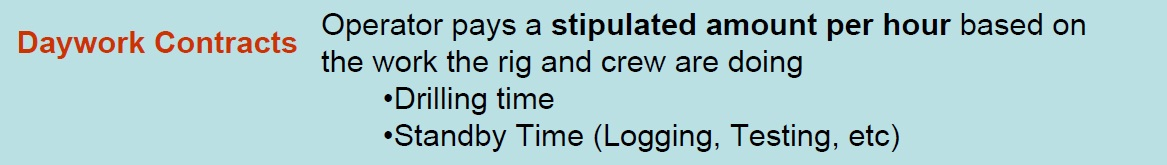 Daywork Contracts
Operator pays a stipulated amount per hour based on
the work the rig and crew are doing
•Drilling time
•Standby Time (Logging, Testing, etc)